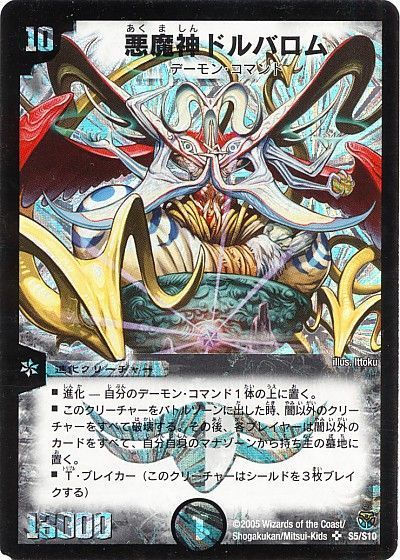 10
あくましん
悪魔神ドルバロム
デーモン・コマンド
illus. Ittoku
進化クリーチャー
■ 進化 — 自分のデーモン・コマンド1体の上に置く。
■ このクリーチャーをバトルゾーンに出した時、闇以外のクリー
チャーをすべて破壊する。その後、各プレイヤーは闇以外の
カードをすべて、自分自身のマナゾーンから持ち主の墓地に
置く。
■ T・ブレイカー（このクリーチャーはシールドを3枚ブレイ
クする）
13000
1
©2005 Wizards of the Coast/
Shogakukan/Mitsui-Kids S5/S10